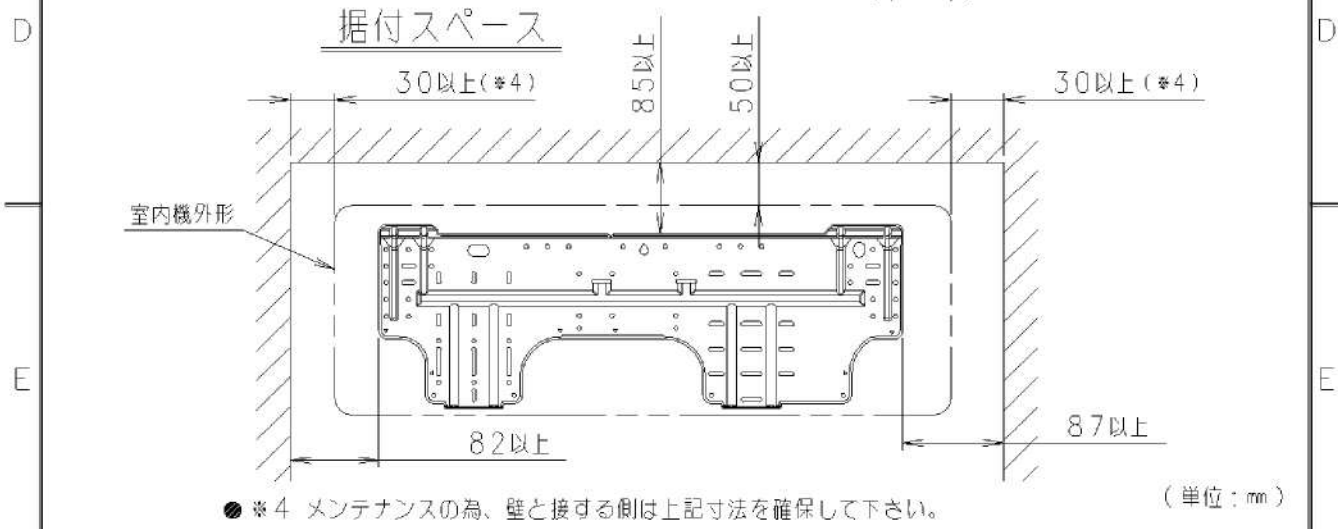 D
D
据付スペース
30以上(※4)
85以上
50以上
30以上(※4)
室内機外形
E
E
82以上
87以上
●※4 メンテナンスの為、壁と接する側は上記寸法を確保して下さい。
(単位:mm)